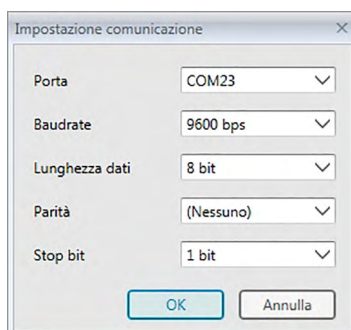 Impostazione comunicazione
Porta COM23
Baudrate 9600 bps
Lunghezza dati 8 bit
Parità (Nessuno)
Stop bit 1 bit
OK Annulla